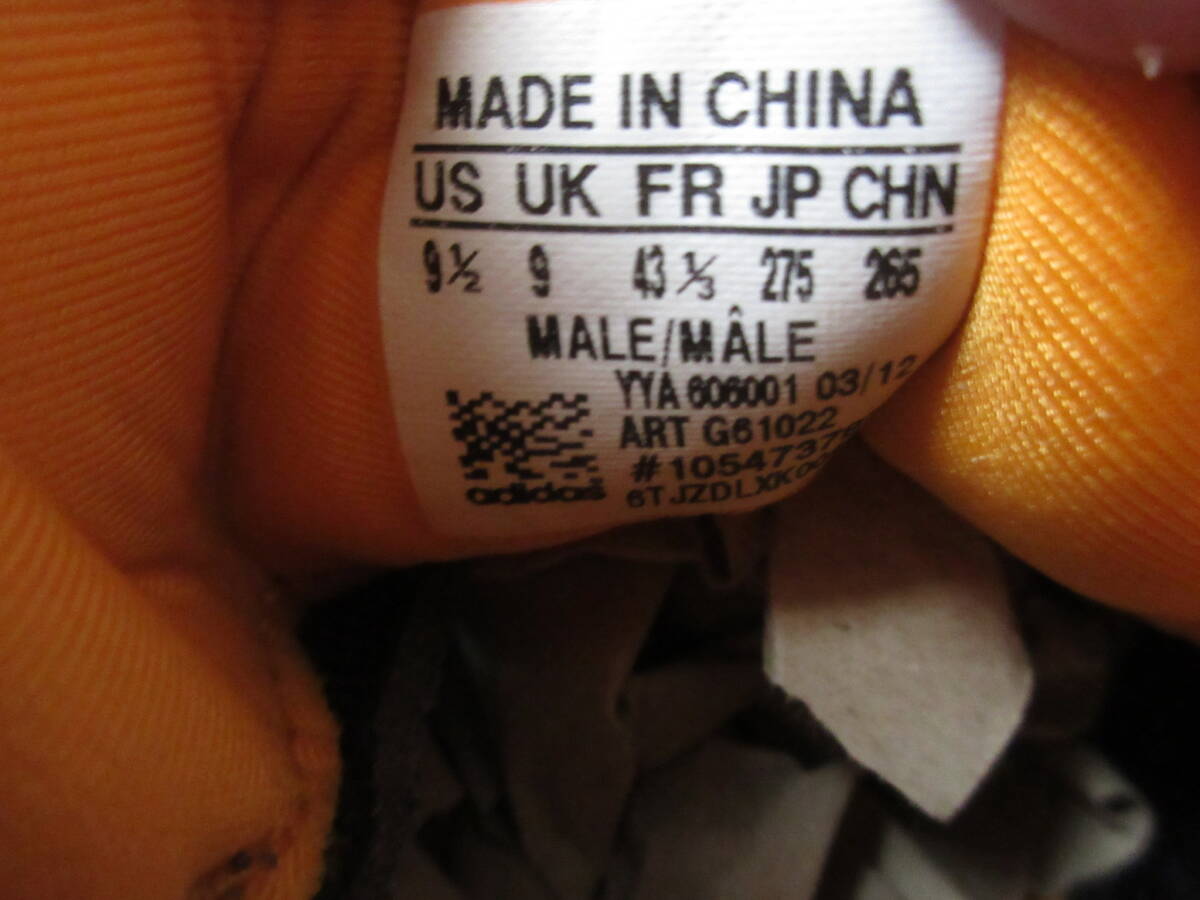 MADE IN CHINA
US UK FR JP CHN
9½ 9 43⅓ 275 265
MALE/MÂLE
YYA 606001 03/12
ART G61022
adidas